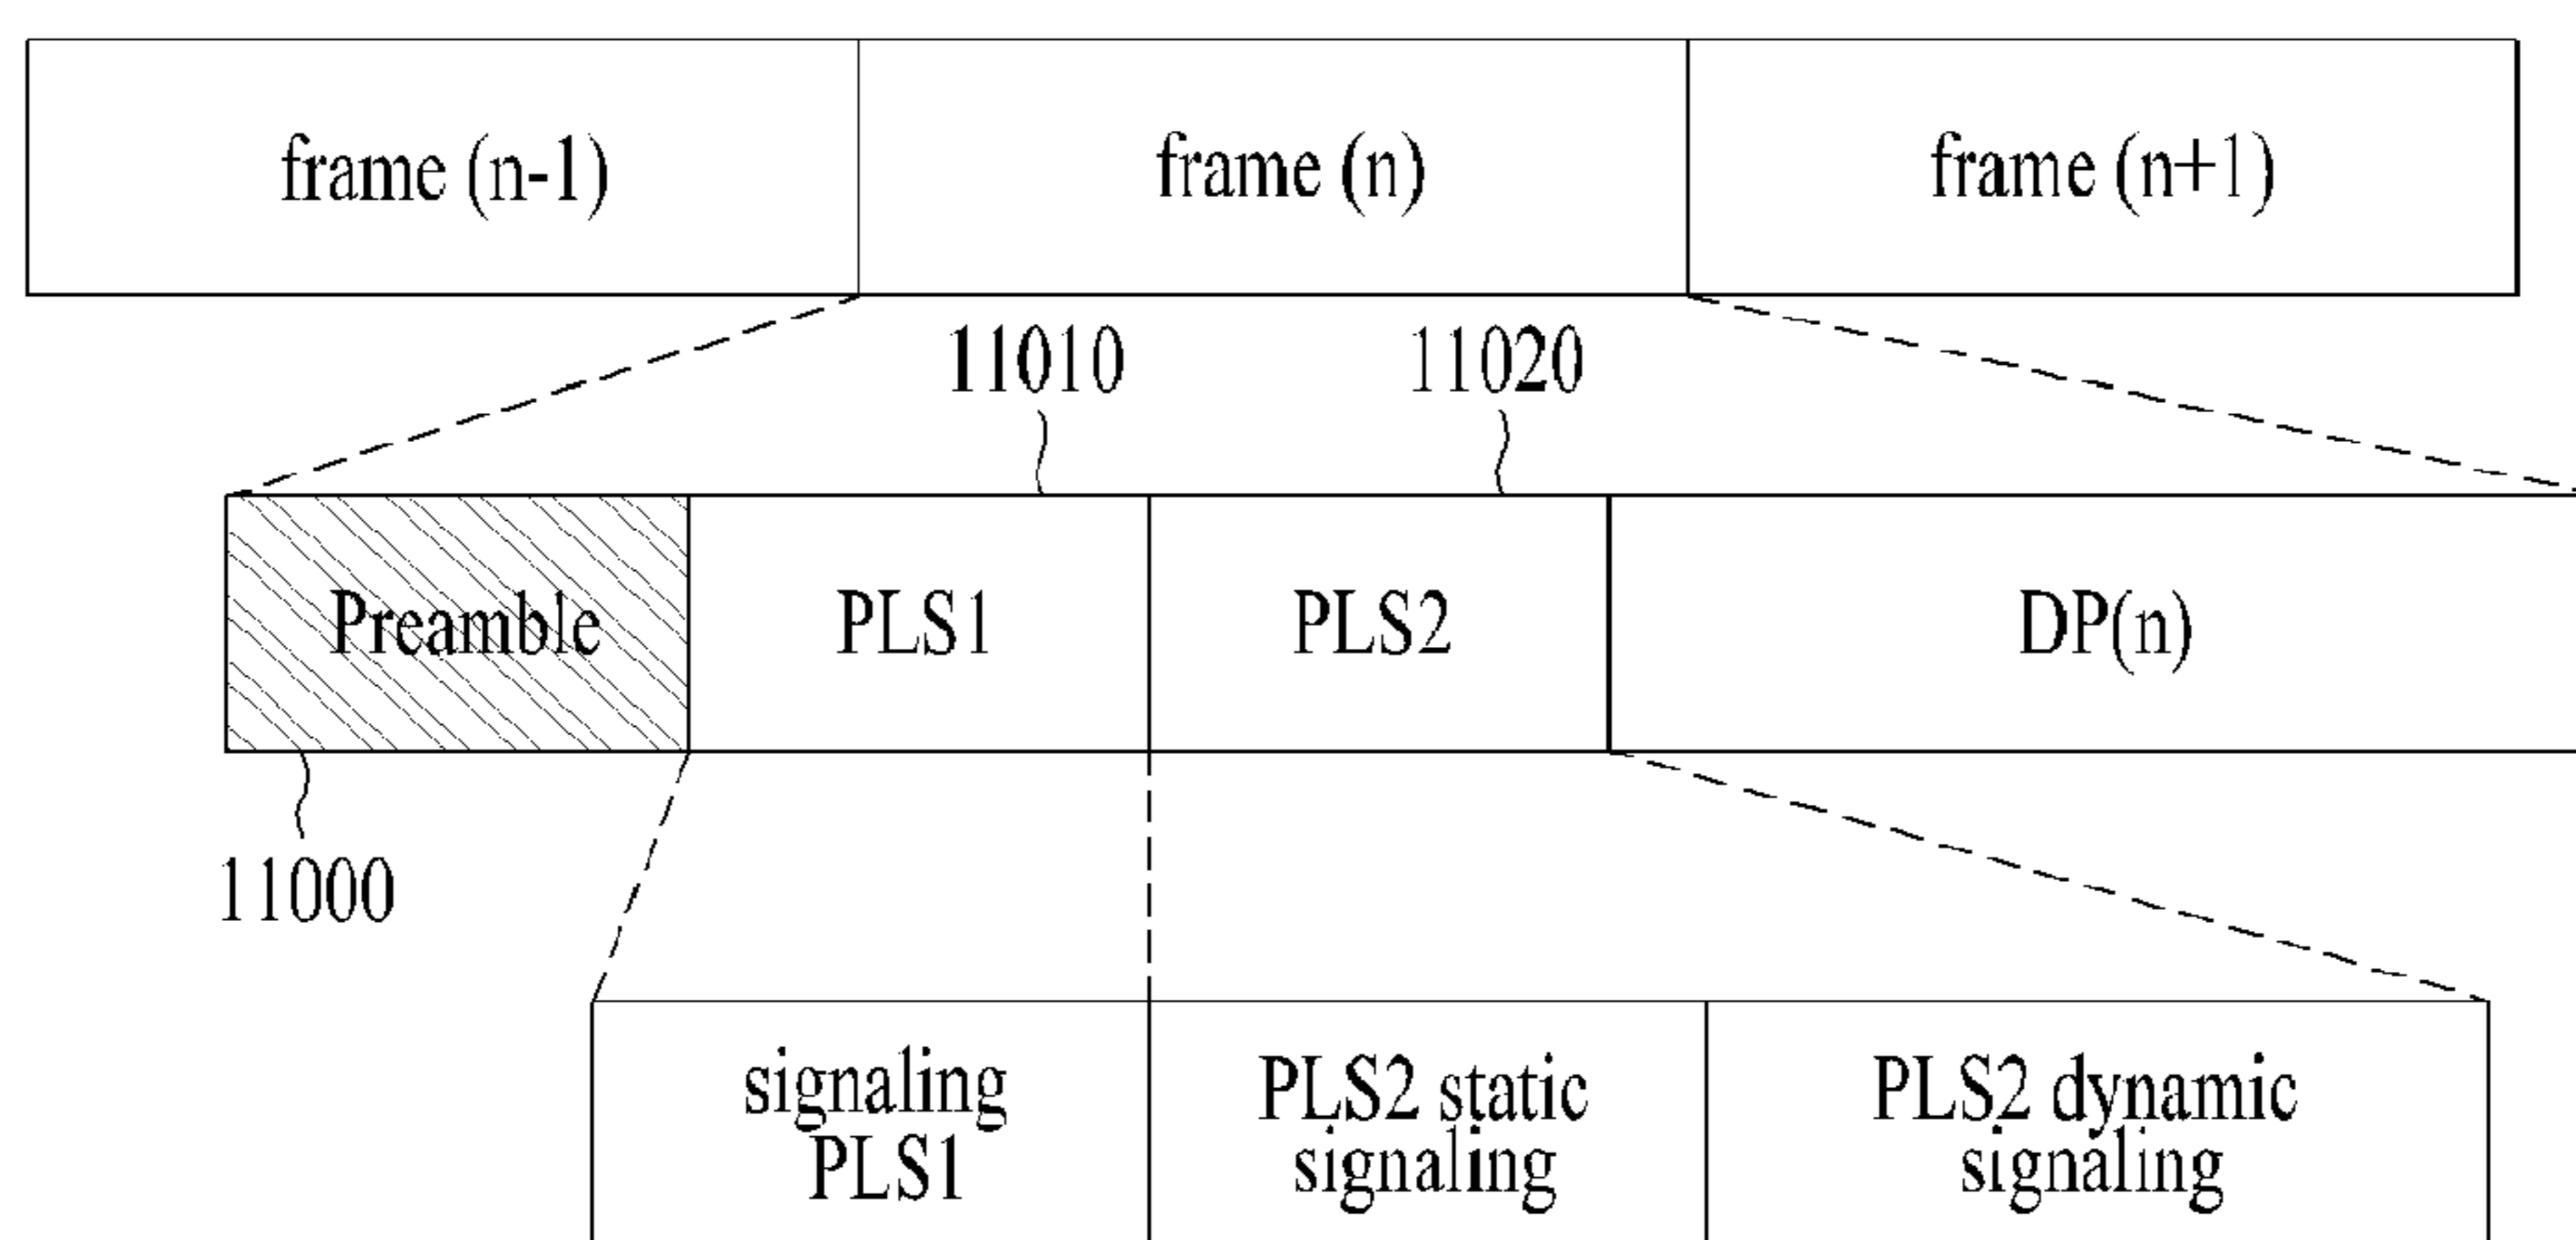 frame (n-1)
frame (n)
frame (n+1)
11010
11020
Preamble
PLS1
PLS2
DP(n)
11000
signaling
PLS1
PLS2 static
signaling
PLS2 dynamic
signaling